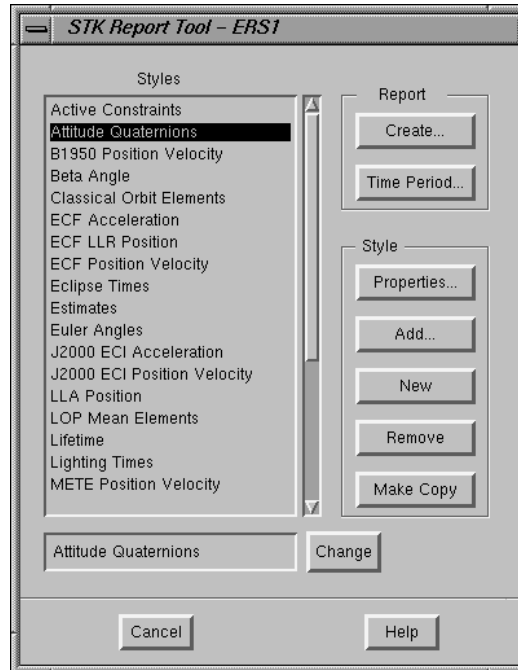 STK Report Tool – ERS1
Styles
Active Constraints
Attitude Quaternions
B1950 Position Velocity
Beta Angle
Classical Orbit Elements
ECF Acceleration
ECF LLR Position
ECF Position Velocity
Eclipse Times
Estimates
Euler Angles
J2000 ECI Acceleration
J2000 ECI Position Velocity
LLA Position
LOP Mean Elements
Lifetime
Lighting Times
METE Position Velocity
Attitude Quaternions
Change
Report
Create...
Time Period...
Style
Properties...
Add...
New
Remove
Make Copy
Cancel
Help